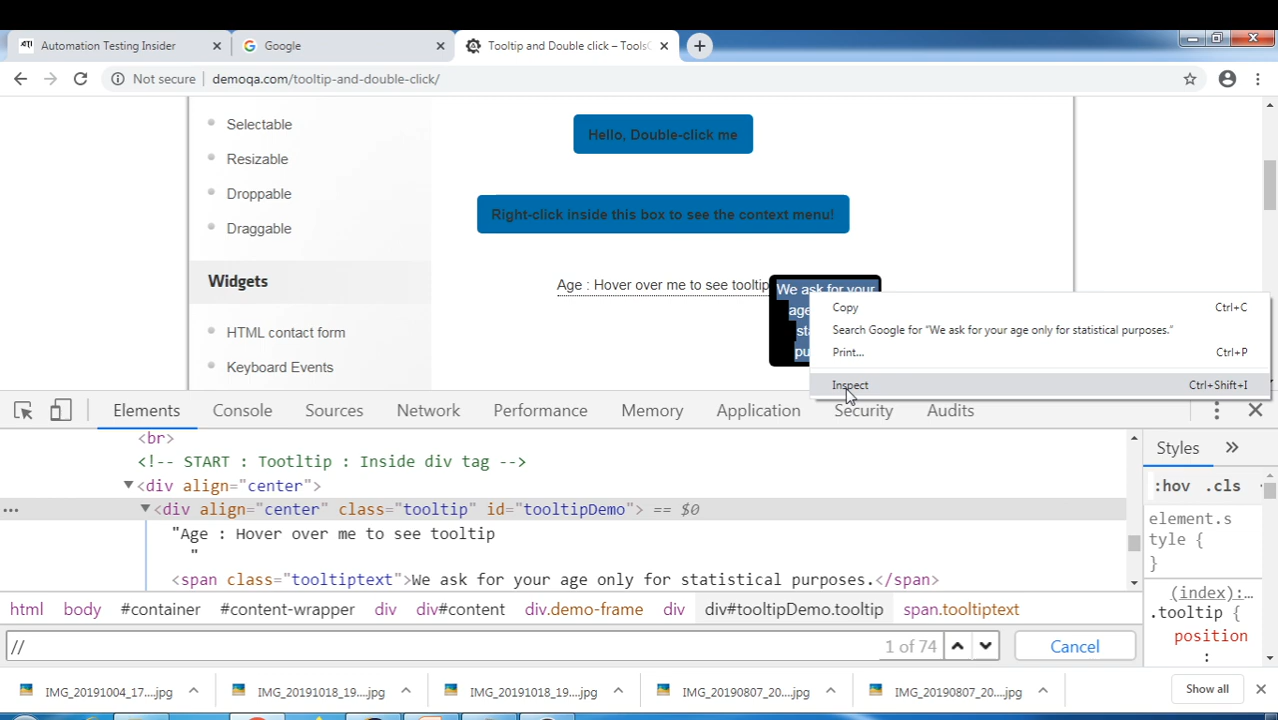 ATI Automation Testing Insider
Google
Tooltip and Double click – ToolsQ
Not secure demoqa.com/tooltip-and-double-click/
Selectable
Resizable
Droppable
Draggable
Widgets
HTML contact form
Keyboard Events
Hello, Double-click me
Right-click inside this box to see the context menu!
Age : Hover over me to see tooltip
We ask for your
age
pu
Copy Ctrl+C
Search Google for “We ask for your age only for statistical purposes.”
Print... Ctrl+P
Inspect Ctrl+Shift+I
Elements Console Sources Network Performance Memory Application Security Audits
<br>
<!-- START : Tootltip : Inside div tag -->
▼<div align="center">
... ▼<div align="center" class="tooltip" id="tooltipDemo"> == $0
"Age : Hover over me to see tooltip
"
<span class="tooltiptext">We ask for your age only for statistical purposes.</span>
Styles »
:hov .cls
element.s
tyle {
}
(index):…
.tooltip {
position
:
html body #container #content-wrapper div div#content div.demo-frame div div#tooltipDemo.tooltip span.tooltiptext
// 1 of 74 Cancel
IMG_20191004_17....jpg IMG_20191018_19....jpg IMG_20191018_19....jpg IMG_20190807_20....jpg IMG_20190807_20....jpg Show all